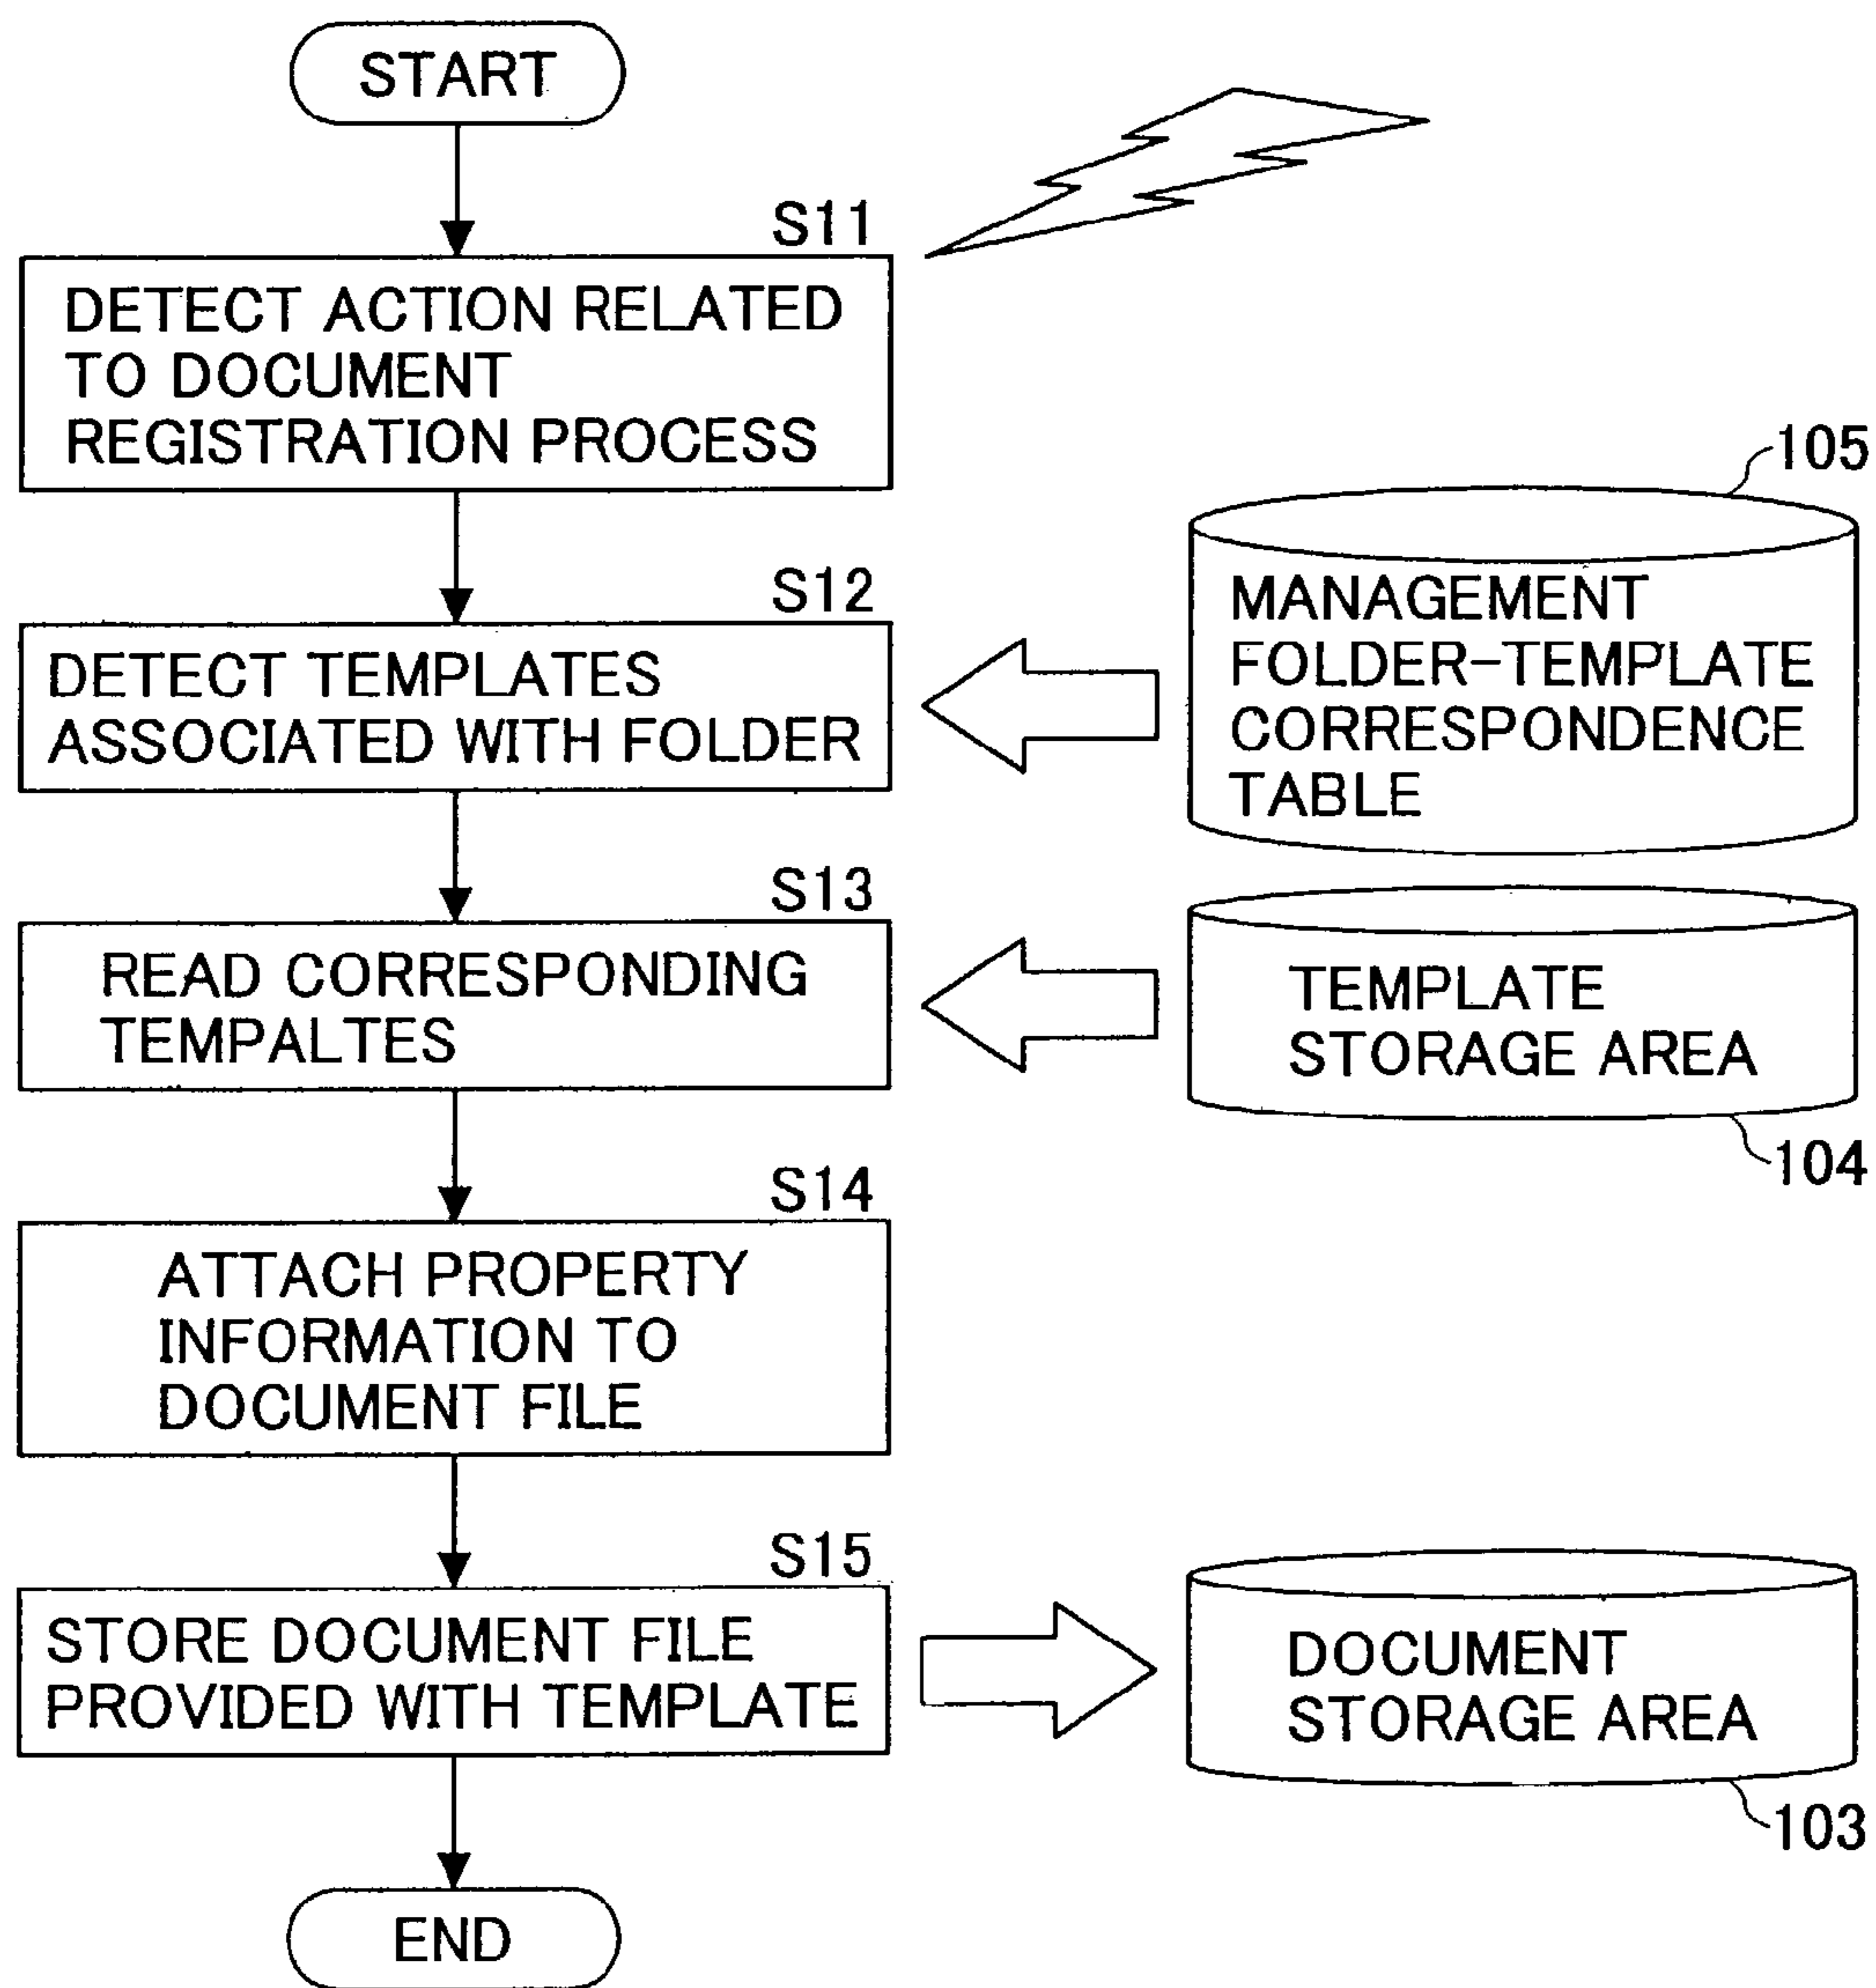 START
S11
DETECT ACTION RELATED
TO DOCUMENT
REGISTRATION PROCESS
105
S12
DETECT TEMPLATES
ASSOCIATED WITH FOLDER
MANAGEMENT
FOLDER-TEMPLATE
CORRESPONDENCE
TABLE
S13
READ CORRESPONDING
TEMPALTES
TEMPLATE
STORAGE AREA
104
S14
ATTACH PROPERTY
INFORMATION TO
DOCUMENT FILE
S15
STORE DOCUMENT FILE
PROVIDED WITH TEMPLATE
DOCUMENT
STORAGE AREA
103
END